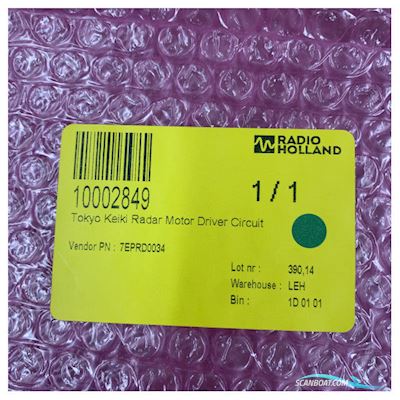 RADIO
HOLLAND
10002849
1 / 1
Tokyo Keiki Radar Motor Driver Circuit
Vendor PN : 7EPRD0034
Lot nr : 390,14
Warehouse : LEH
Bin : 1D 01 01
SCANBOAT.COM